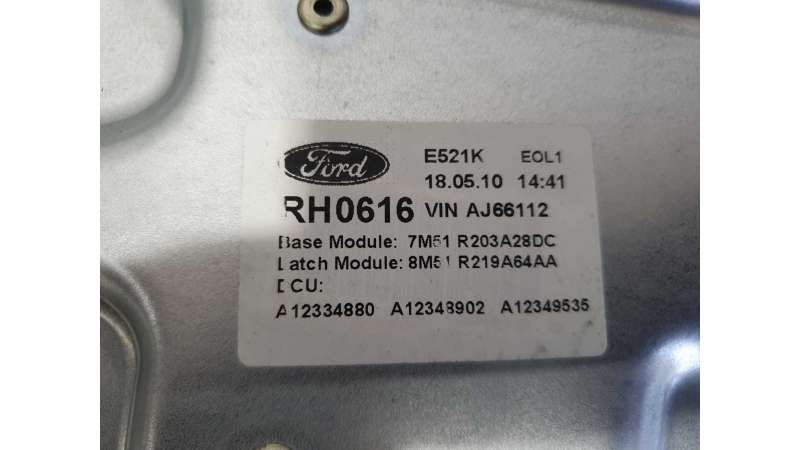 Ford E521K EOL1
18.05.10 14:41
RH0616 VIN AJ66112
Base Module: 7M51 R203A28DC
Latch Module: 8M51 R219A64AA
DCU:
A12334880 A12348902 A12349535